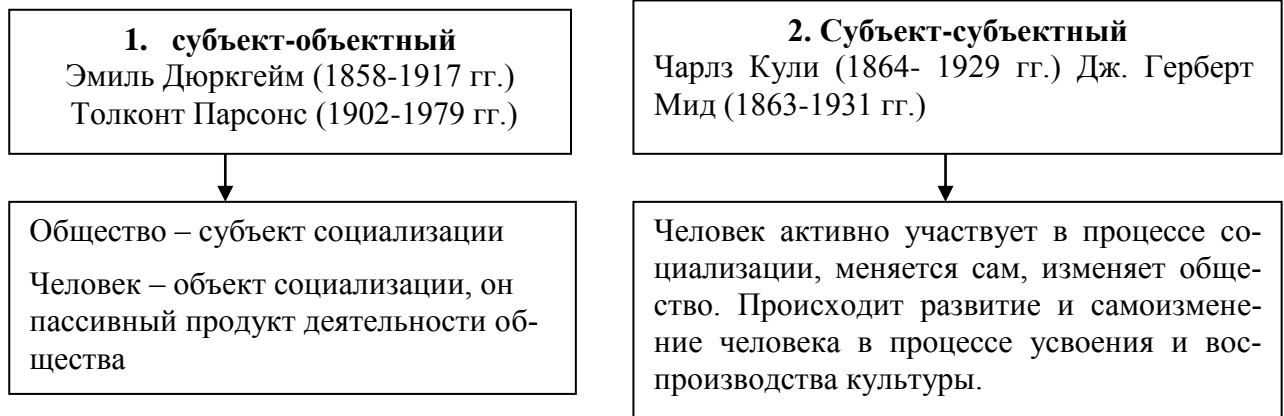 1. субъект-объектный
Эмиль Дюркгейм (1858-1917 гг.)
Толконт Парсонс (1902-1979 гг.)
Общество – субъект социализации
Человек – объект социализации, он
пассивный продукт деятельности об-
щества
2. Субъект-субъектный
Чарлз Кули (1864- 1929 гг.) Дж. Герберт
Мид (1863-1931 гг.)
Человек активно участвует в процессе со-
циализации, меняется сам, изменяет обще-
ство. Происходит развитие и самоизмене-
ние человека в процессе усвоения и вос-
производства культуры.